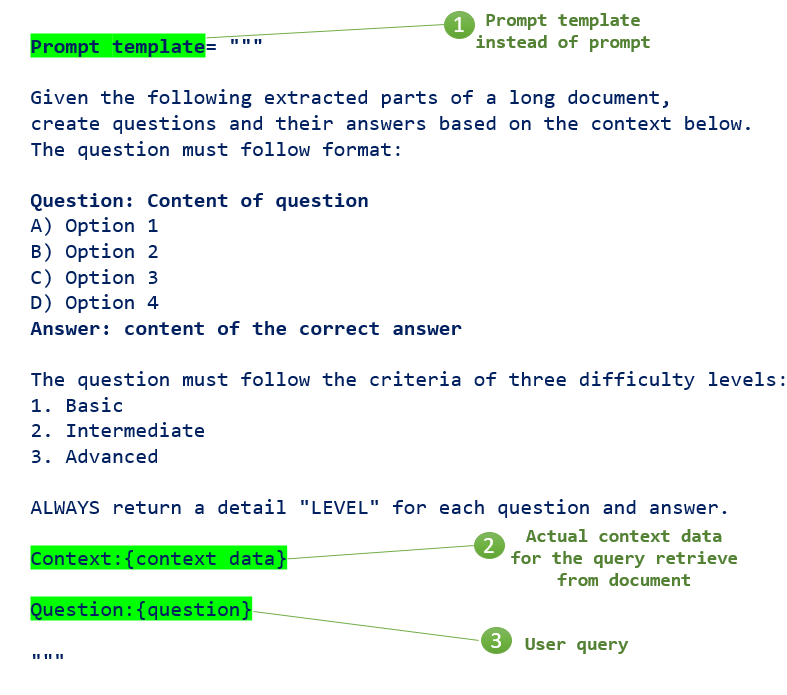 Prompt template= """
1 Prompt template
instead of prompt
Given the following extracted parts of a long document,
create questions and their answers based on the context below.
The question must follow format:
Question: Content of question
A) Option 1
B) Option 2
C) Option 3
D) Option 4
Answer: content of the correct answer
The question must follow the criteria of three difficulty levels:
1. Basic
2. Intermediate
3. Advanced
ALWAYS return a detail "LEVEL" for each question and answer.
Context:{context data}
2 Actual context data
for the query retrieve
from document
Question:{question}
3 User query
"""